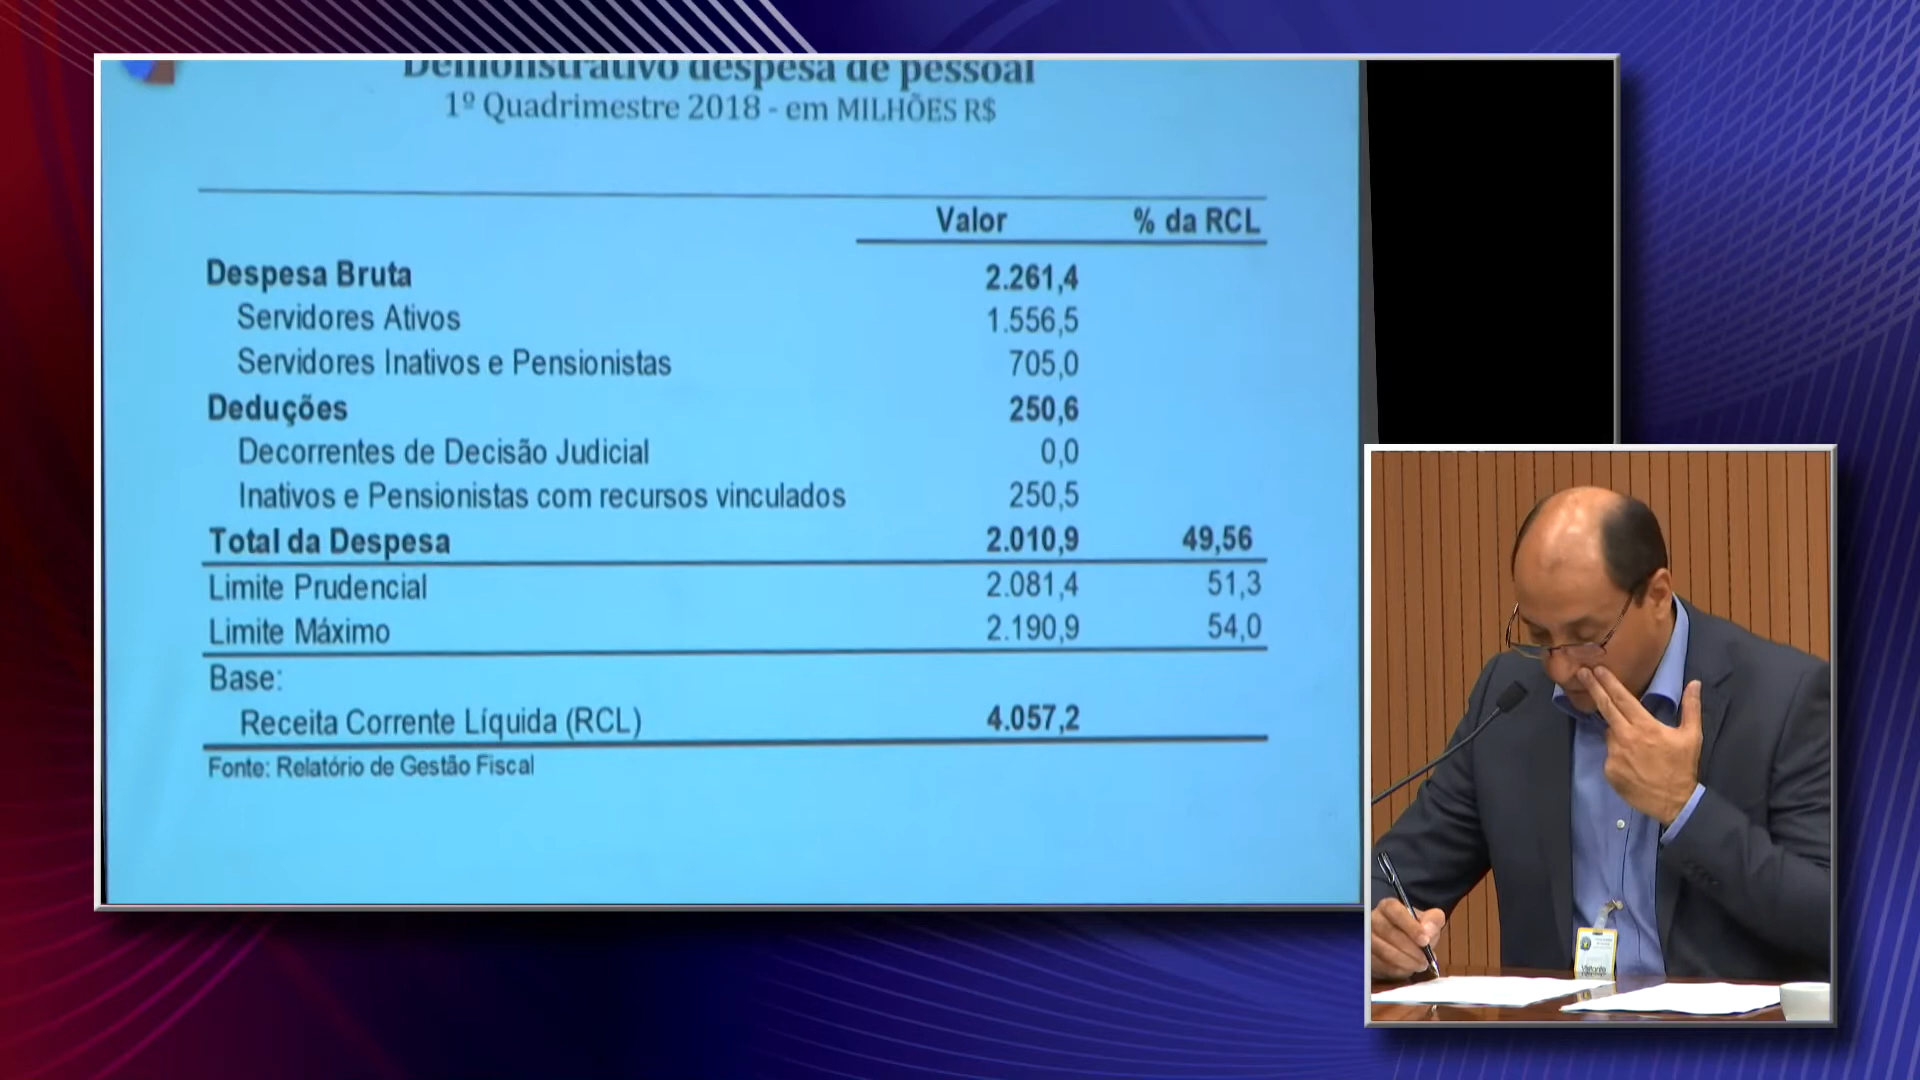 Demonstrativo despesa de pessoal
1º Quadrimestre 2018 - em MILHÕES R$
Valor % da RCL
Despesa Bruta 2.261,4
Servidores Ativos 1.556,5
Servidores Inativos e Pensionistas 705,0
Deduções 250,6
Decorrentes de Decisão Judicial 0,0
Inativos e Pensionistas com recursos vinculados 250,5
Total da Despesa 2.010,9 49,56
Limite Prudencial 2.081,4 51,3
Limite Máximo 2.190,9 54,0
Base:
Receita Corrente Líquida (RCL) 4.057,2
Fonte: Relatório de Gestão Fiscal
Visitante